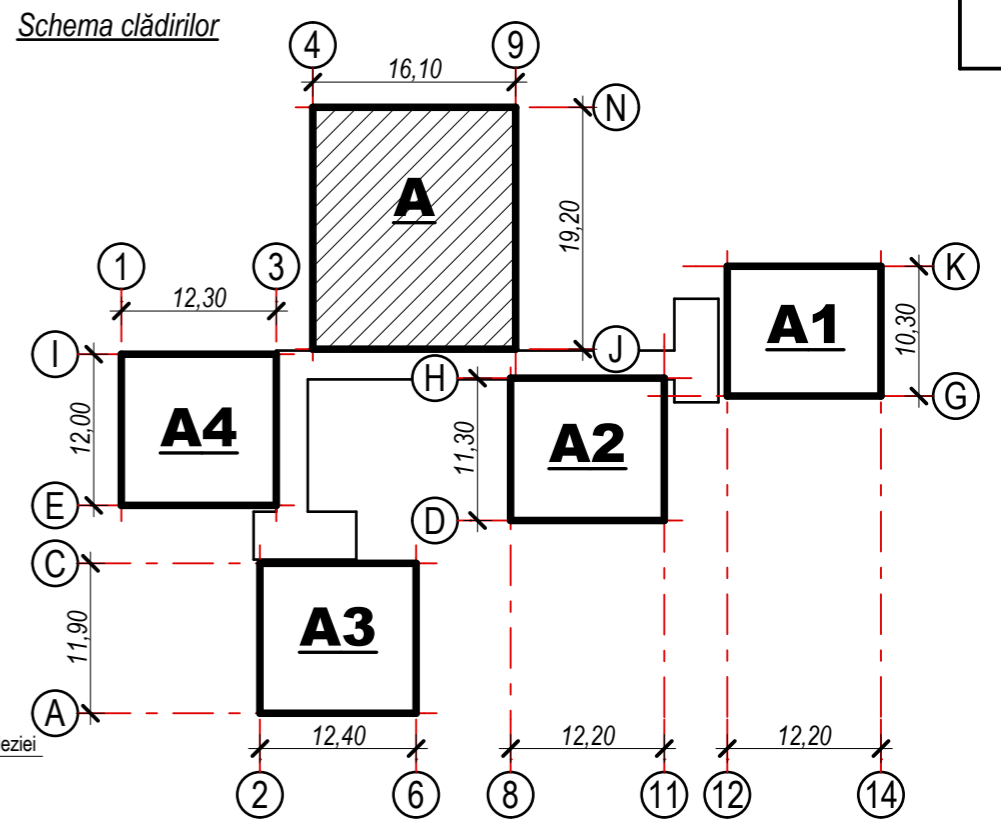 Schema clădirilor
4
9
16,10
N
A
19,20
1
3
12,30
K
A1
10,30
I
J
H
G
12,00
A4
11,30
A2
E
D
C
11,90
A3
A
eziei
12,40
12,20
12,20
2
6
8
11
12
14